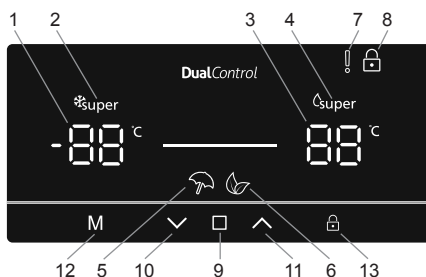 1 2 3 4 7 8
DualControl
super super
-88 °C 88 °C
M
12 5 10 9 11 6 13